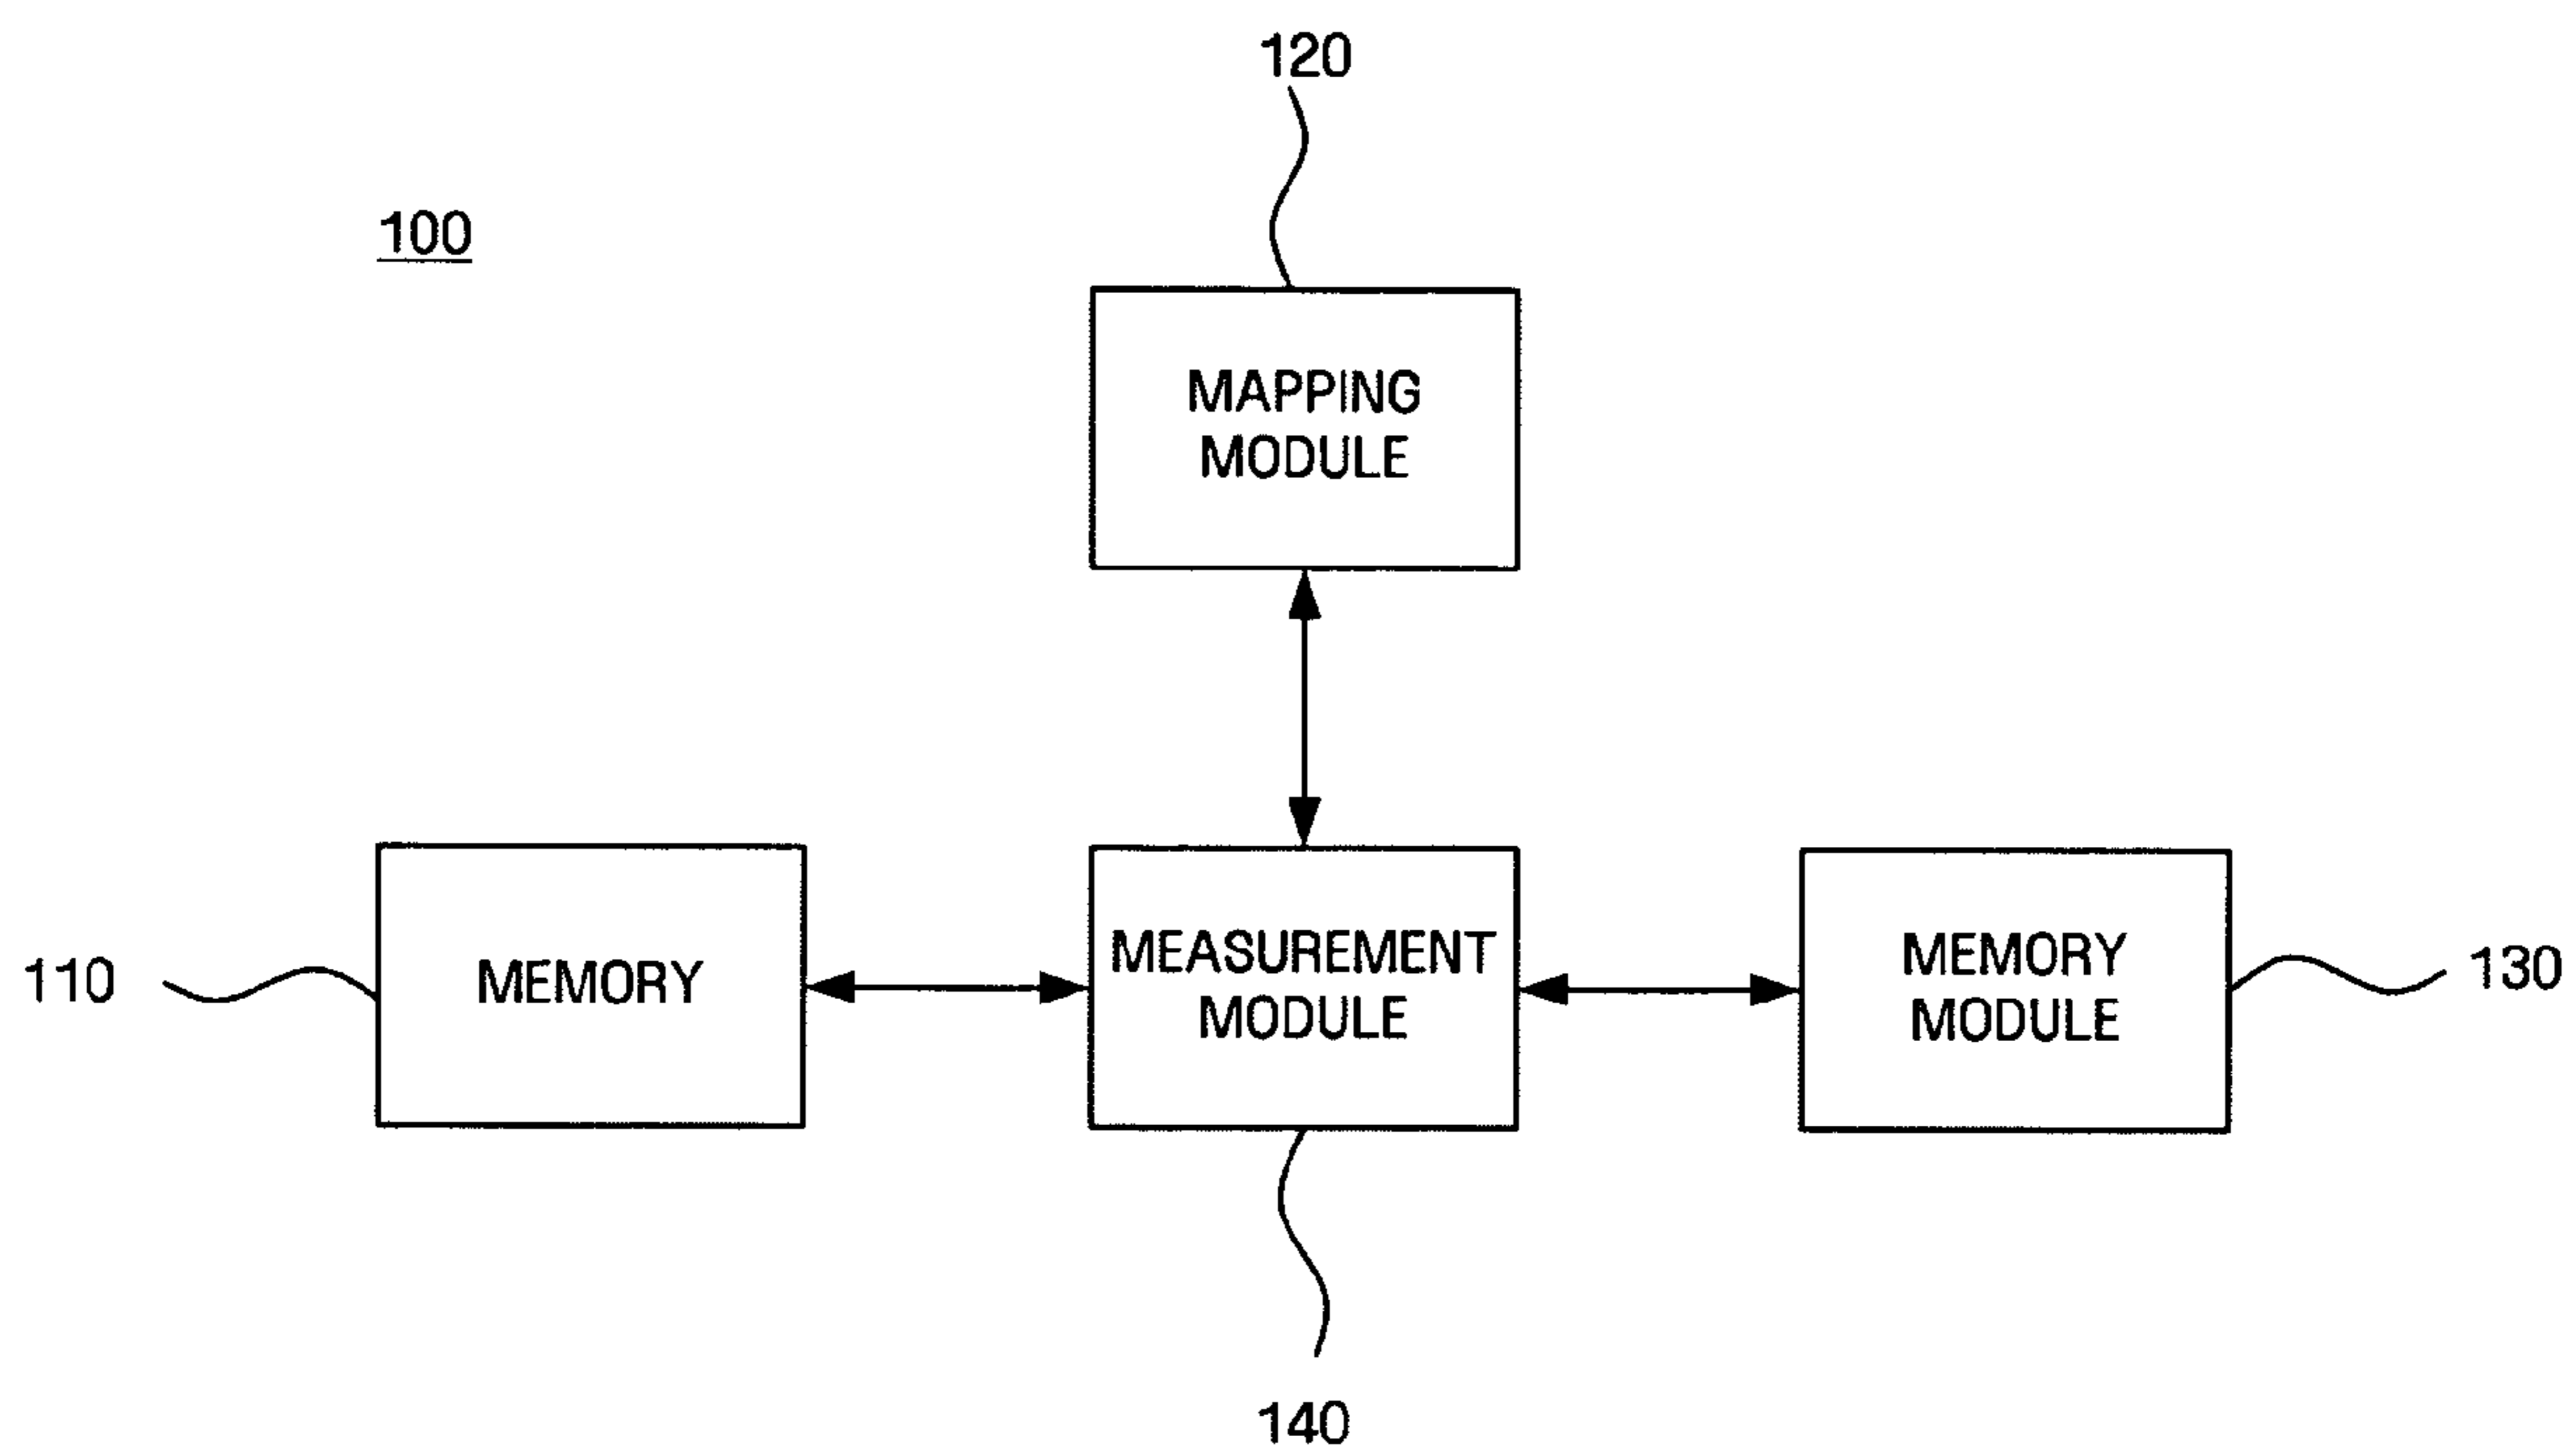 120
100
MAPPING
MODULE
110
MEMORY
MEASUREMENT
MODULE
MEMORY
MODULE
130
140